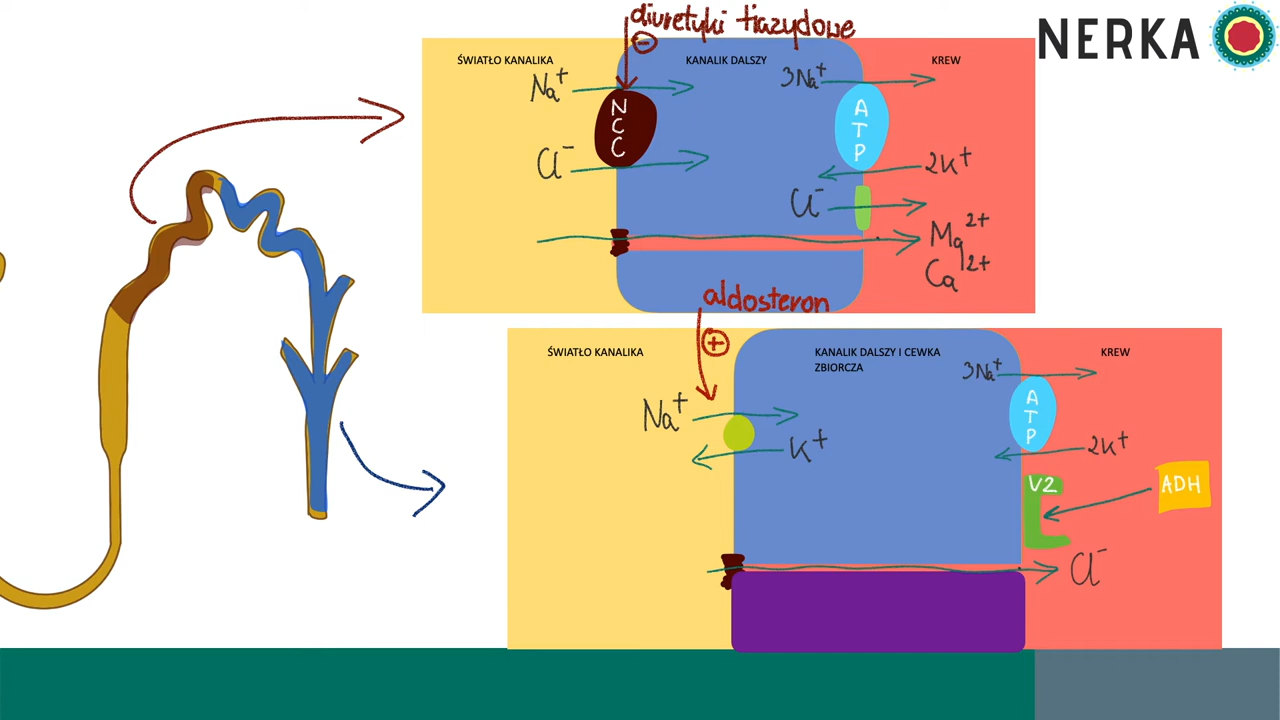 diuretyki tiazydowe
NERKA
⊖
ŚWIATŁO KANALIKA
KANALIK DALSZY
KREW
Na⁺
3Na⁺
NCC
ATP
Cl⁻
2K⁺
Cl⁻
Mg²⁺
Ca²⁺
aldosteron
⊕
ŚWIATŁO KANALIKA
KANALIK DALSZY I CEWKA
ZBIORCZA
KREW
3Na⁺
Na⁺
ATP
K⁺
2K⁺
V2
ADH
Cl⁻